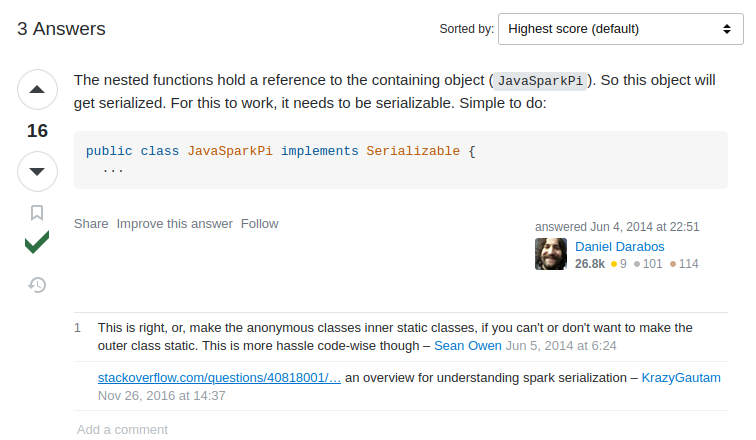 3 Answers
Sorted by: Highest score (default)
The nested functions hold a reference to the containing object ( JavaSparkPi ). So this object will
get serialized. For this to work, it needs to be serializable. Simple to do:
16
public class JavaSparkPi implements Serializable {
...
Share Improve this answer Follow
answered Jun 4, 2014 at 22:51
Daniel Darabos
26.8k 9 101 114
1 This is right, or, make the anonymous classes inner static classes, if you can't or don't want to make the
outer class static. This is more hassle code-wise though – Sean Owen Jun 5, 2014 at 6:24
stackoverflow.com/questions/40818001/… an overview for understanding spark serialization – KrazyGautam
Nov 26, 2016 at 14:37
Add a comment